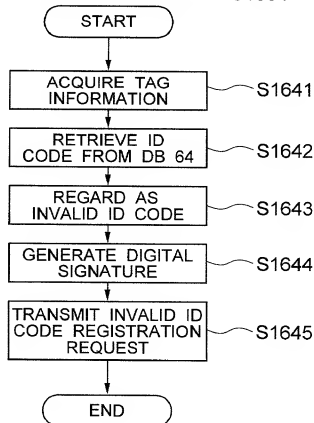 START
ACQUIRE TAG
INFORMATION
S1641
RETRIEVE ID
CODE FROM DB 64
S1642
REGARD AS
INVALID ID CODE
S1643
GENERATE DIGITAL
SIGNATURE
S1644
TRANSMIT INVALID ID
CODE REGISTRATION
REQUEST
S1645
END